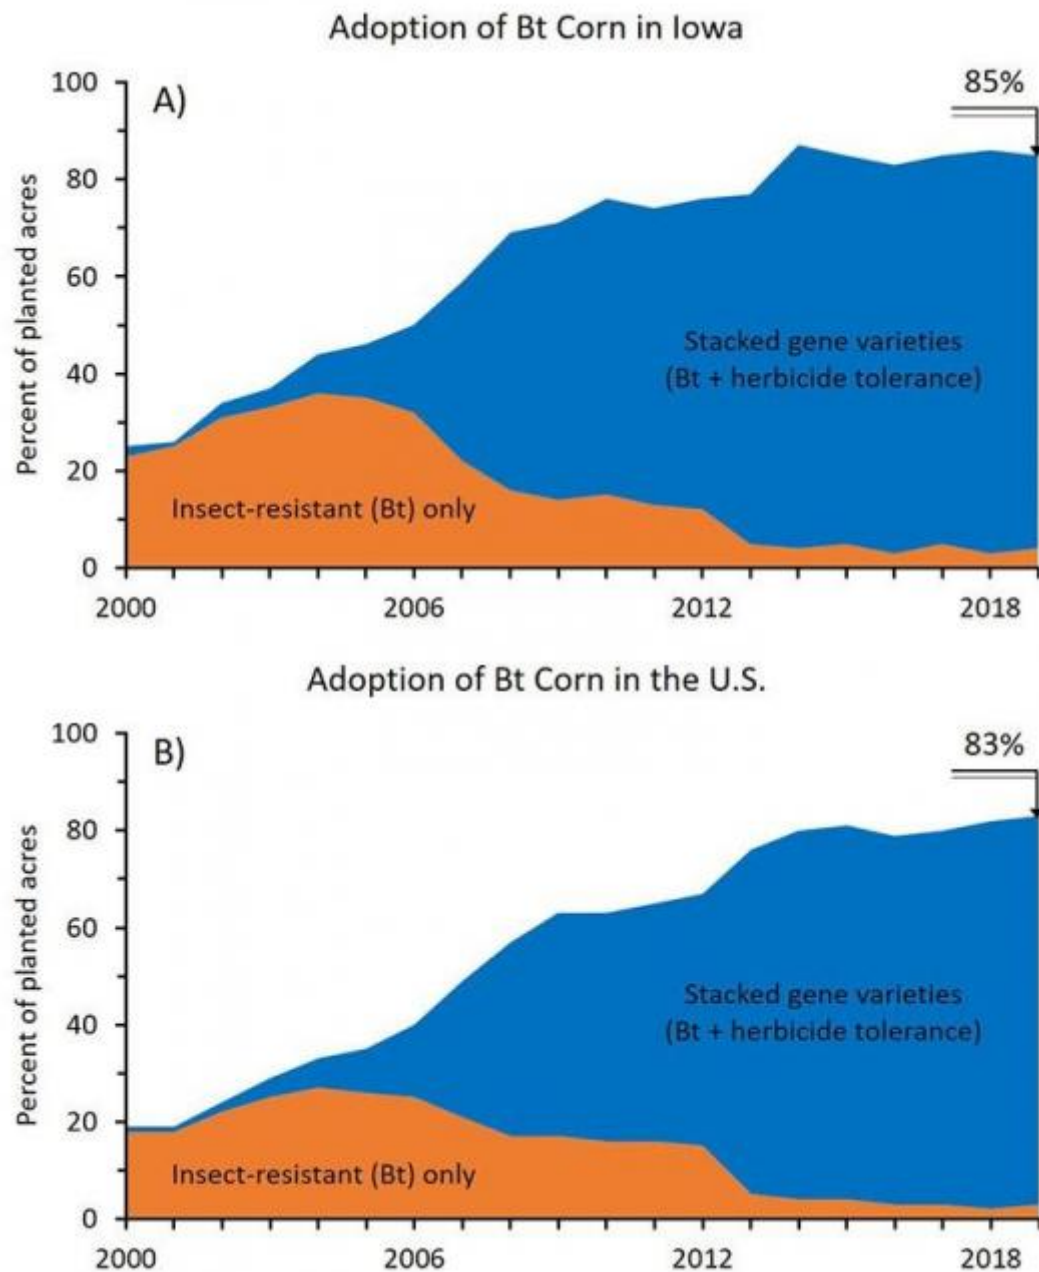 Adoption of Bt Corn in Iowa
A)
85%
Percent of planted acres
100
80
60
40
20
0
Stacked gene varieties
(Bt + herbicide tolerance)
Insect-resistant (Bt) only
2000 2006 2012 2018
Adoption of Bt Corn in the U.S.
B)
83%
Percent of planted acres
100
80
60
40
20
0
Stacked gene varieties
(Bt + herbicide tolerance)
Insect-resistant (Bt) only
2000 2006 2012 2018